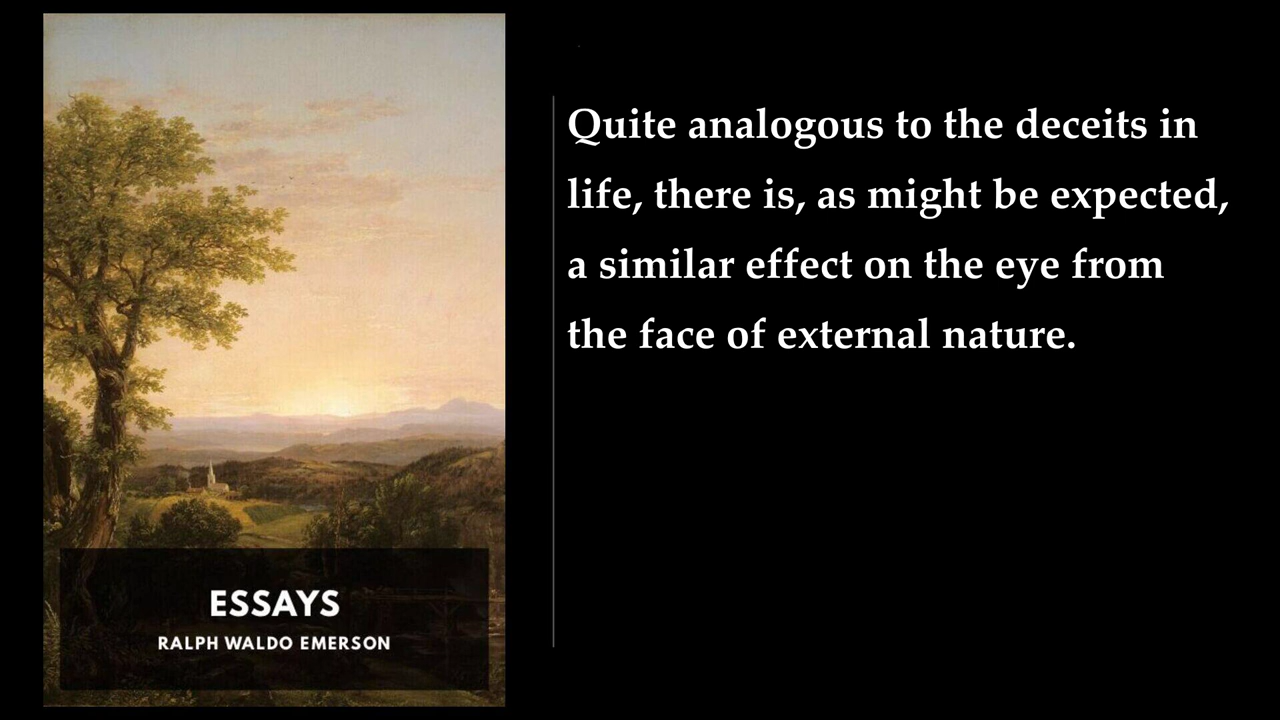 Quite analogous to the deceits in
life, there is, as might be expected,
a similar effect on the eye from
the face of external nature.
ESSAYS
RALPH WALDO EMERSON